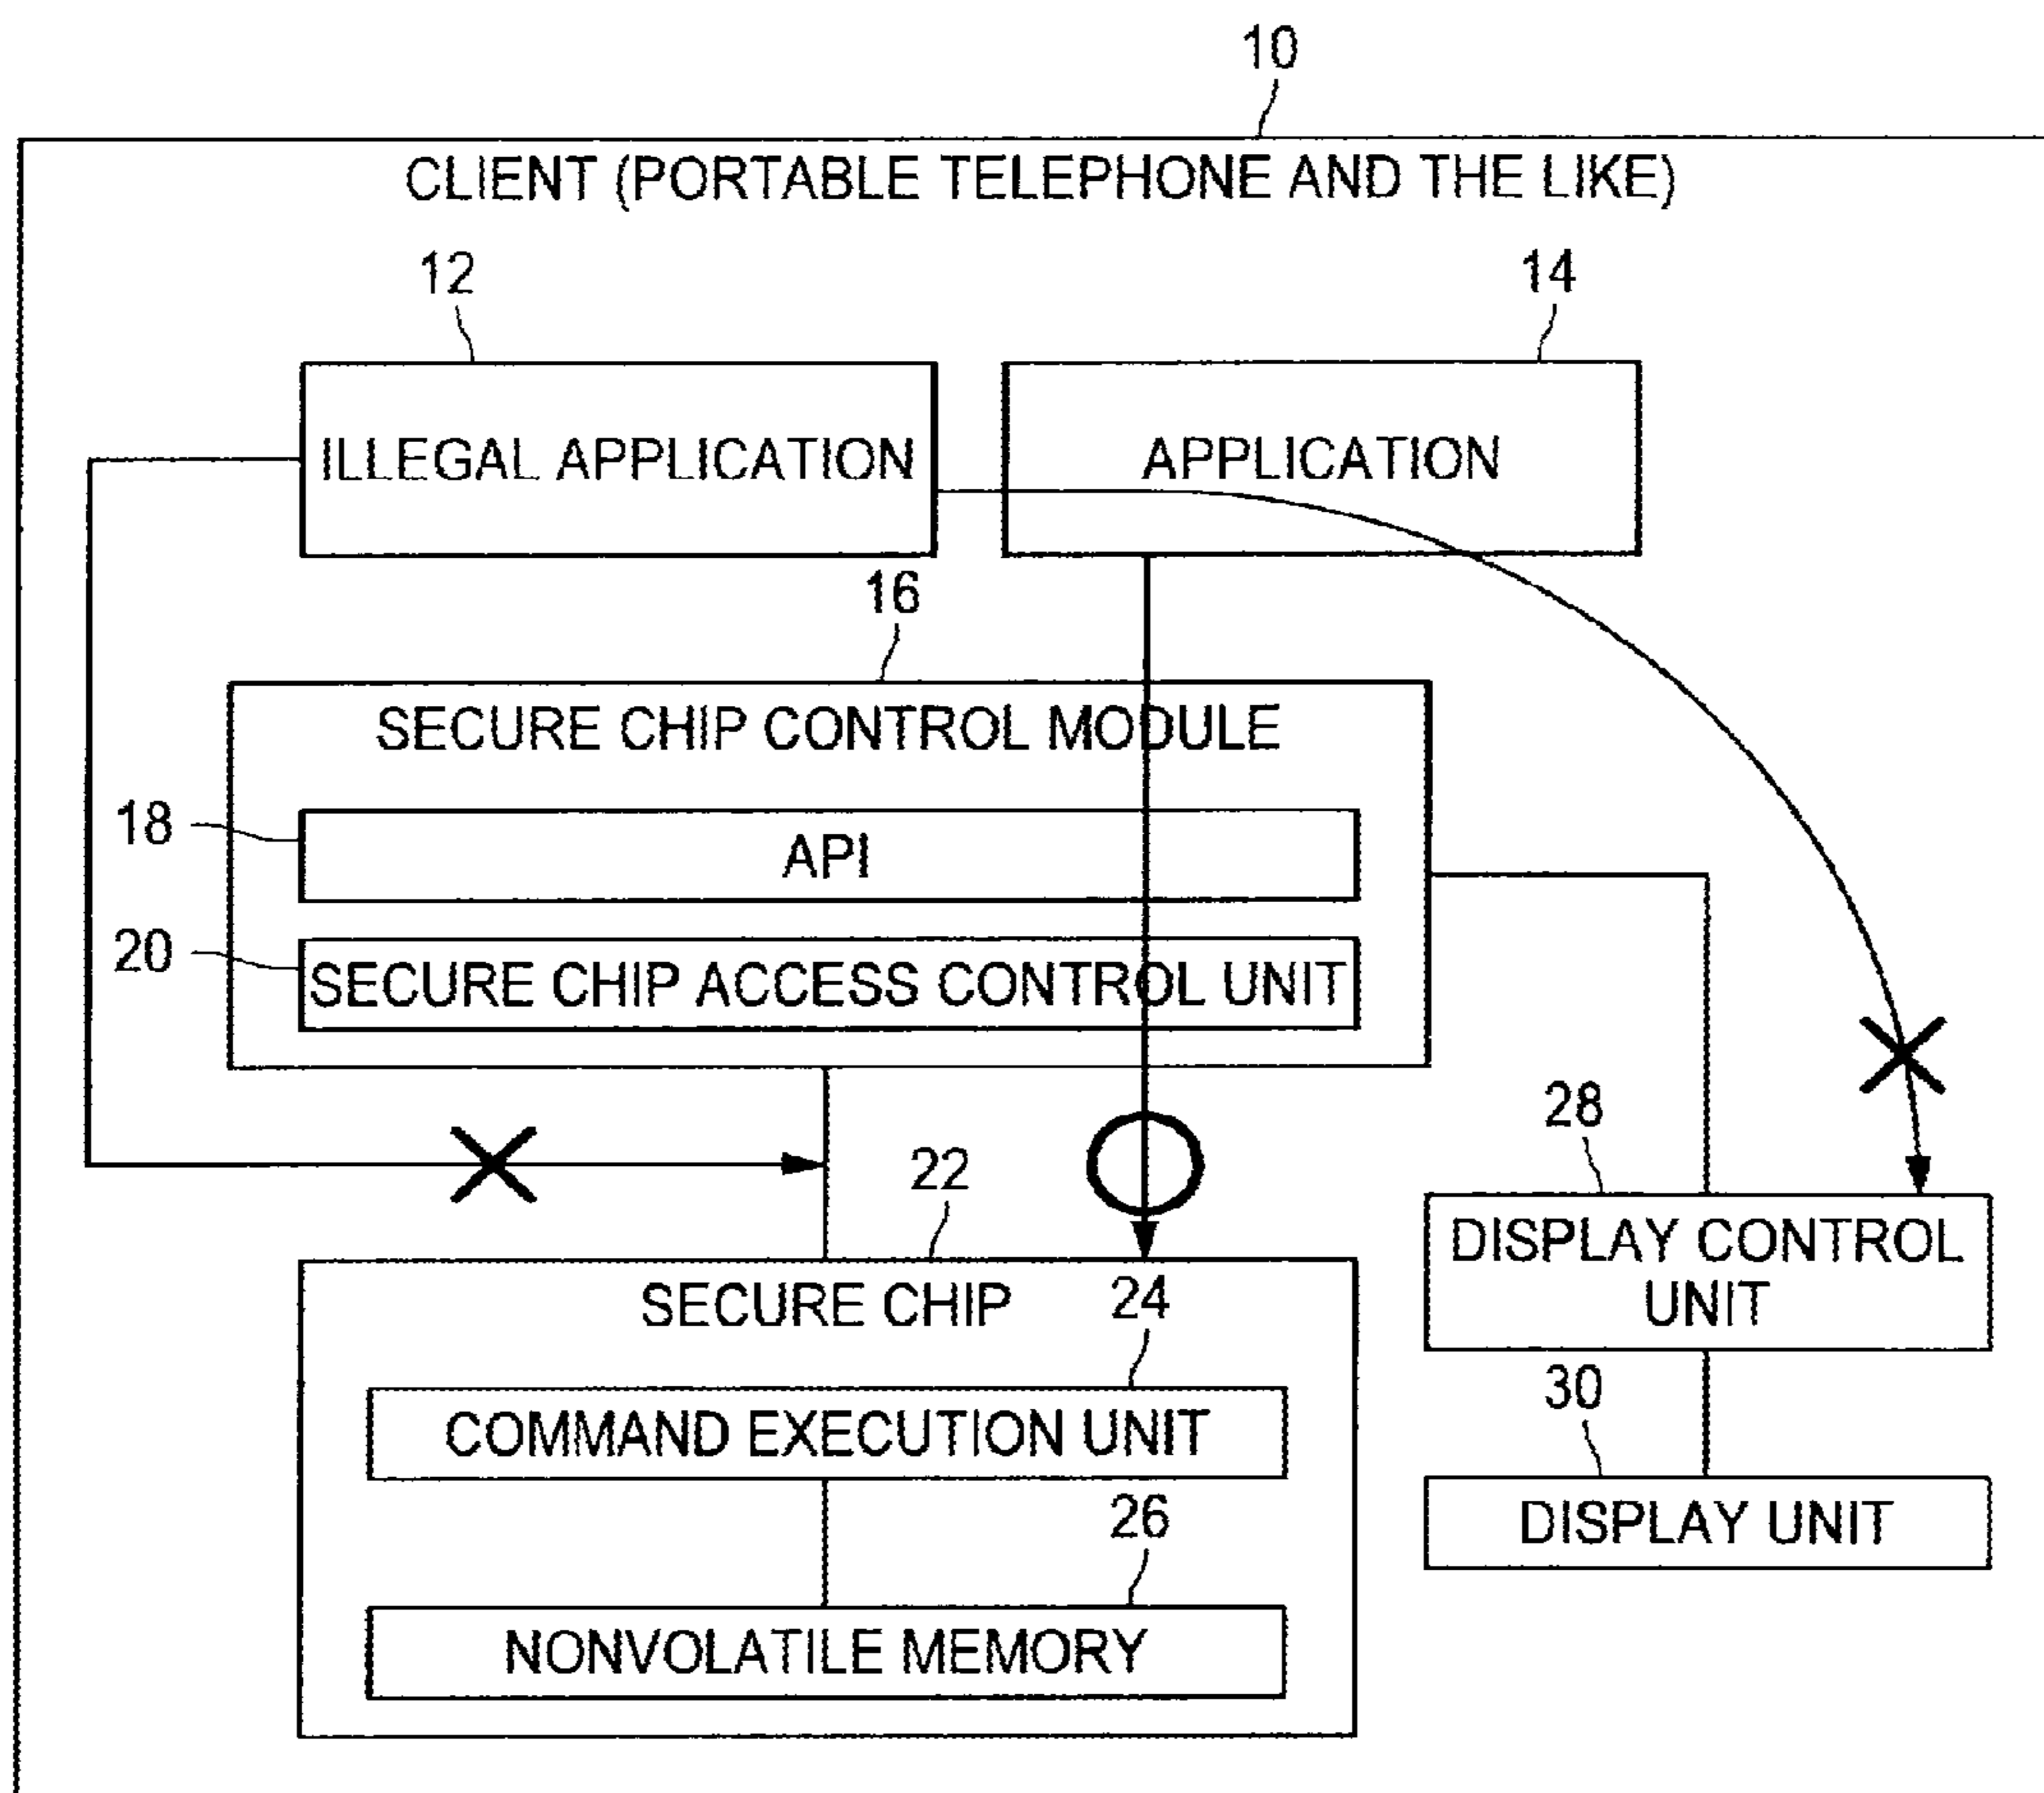 10
CLIENT (PORTABLE TELEPHONE AND THE LIKE)
12
14
ILLEGAL APPLICATION
APPLICATION
16
SECURE CHIP CONTROL MODULE
18
API
20
SECURE CHIP ACCESS CONTROL UNIT
22
28
SECURE CHIP
24
DISPLAY CONTROL
UNIT
COMMAND EXECUTION UNIT
30
26
DISPLAY UNIT
NONVOLATILE MEMORY